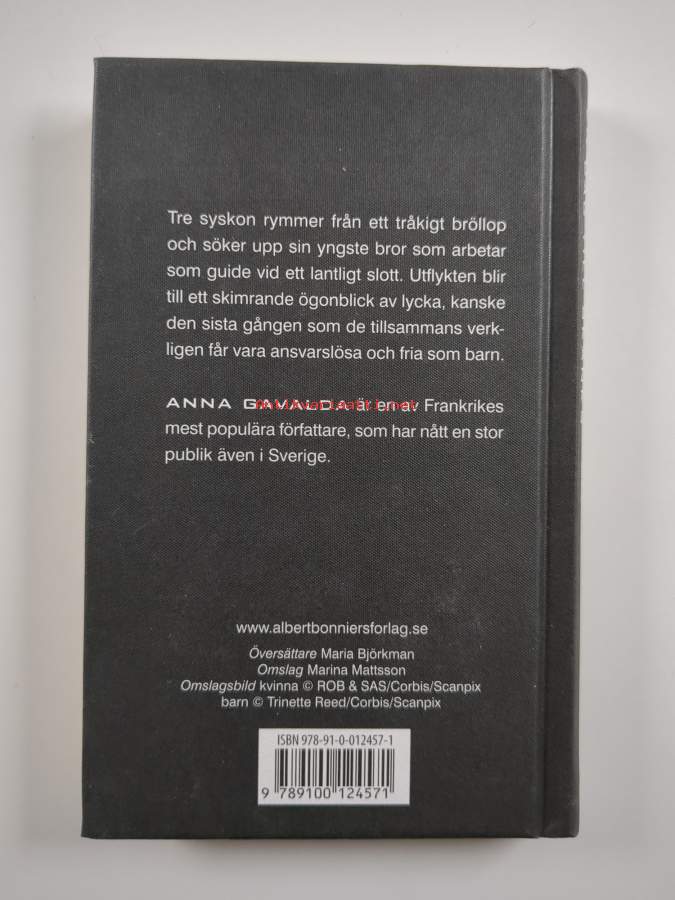 Tre syskon rymmer från ett tråkigt bröllop
och söker upp sin yngste bror som arbetar
som guide vid ett lantligt slott. Utflykten blir
till ett skimrande ögonblick av lycka, kanske
den sista gången som de tillsammans verk-
ligen får vara ansvarslösa och fria som barn.
ANNA GAVALDA är en av Frankrikes
mest populära författare, som har nått en stor
publik även i Sverige.
www.albertbonniersforlag.se
Översättare Maria Björkman
Omslag Marina Mattsson
Omslagsbild kvinna © ROB & SAS/Corbis/Scanpix
barn © Trinette Reed/Corbis/Scanpix
ISBN 978-91-0-012457-1
9 789100 124571